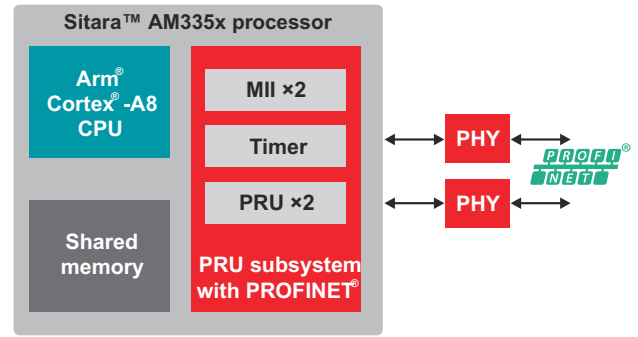 Sitara™ AM335x processor
Arm®
Cortex® -A8
CPU
Shared
memory
MII ×2
Timer
PRU ×2
PRU subsystem
with PROFINET®
PHY
PHY
PROFI®
NET